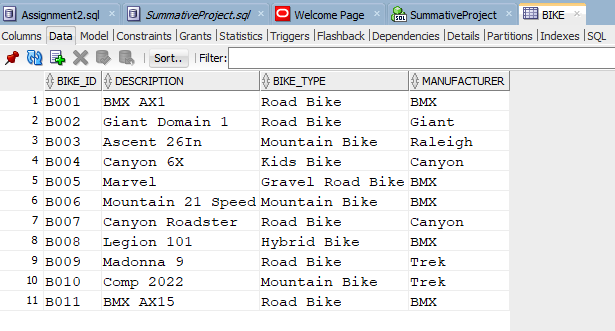 Assignment2.sql SummativeProject.sql Welcome Page SummativeProject BIKE
Columns Data Model Constraints Grants Statistics Triggers Flashback Dependencies Details Partitions Indexes SQL
Sort.. Filter:
BIKE_ID DESCRIPTION BIKE_TYPE MANUFACTURER
1 B001 BMX AX1 Road Bike BMX
2 B002 Giant Domain 1 Road Bike Giant
3 B003 Ascent 26In Mountain Bike Raleigh
4 B004 Canyon 6X Kids Bike Canyon
5 B005 Marvel Gravel Road Bike BMX
6 B006 Mountain 21 Speed Mountain Bike BMX
7 B007 Canyon Roadster Road Bike Canyon
8 B008 Legion 101 Hybrid Bike BMX
9 B009 Madonna 9 Road Bike Trek
10 B010 Comp 2022 Mountain Bike Trek
11 B011 BMX AX15 Road Bike BMX